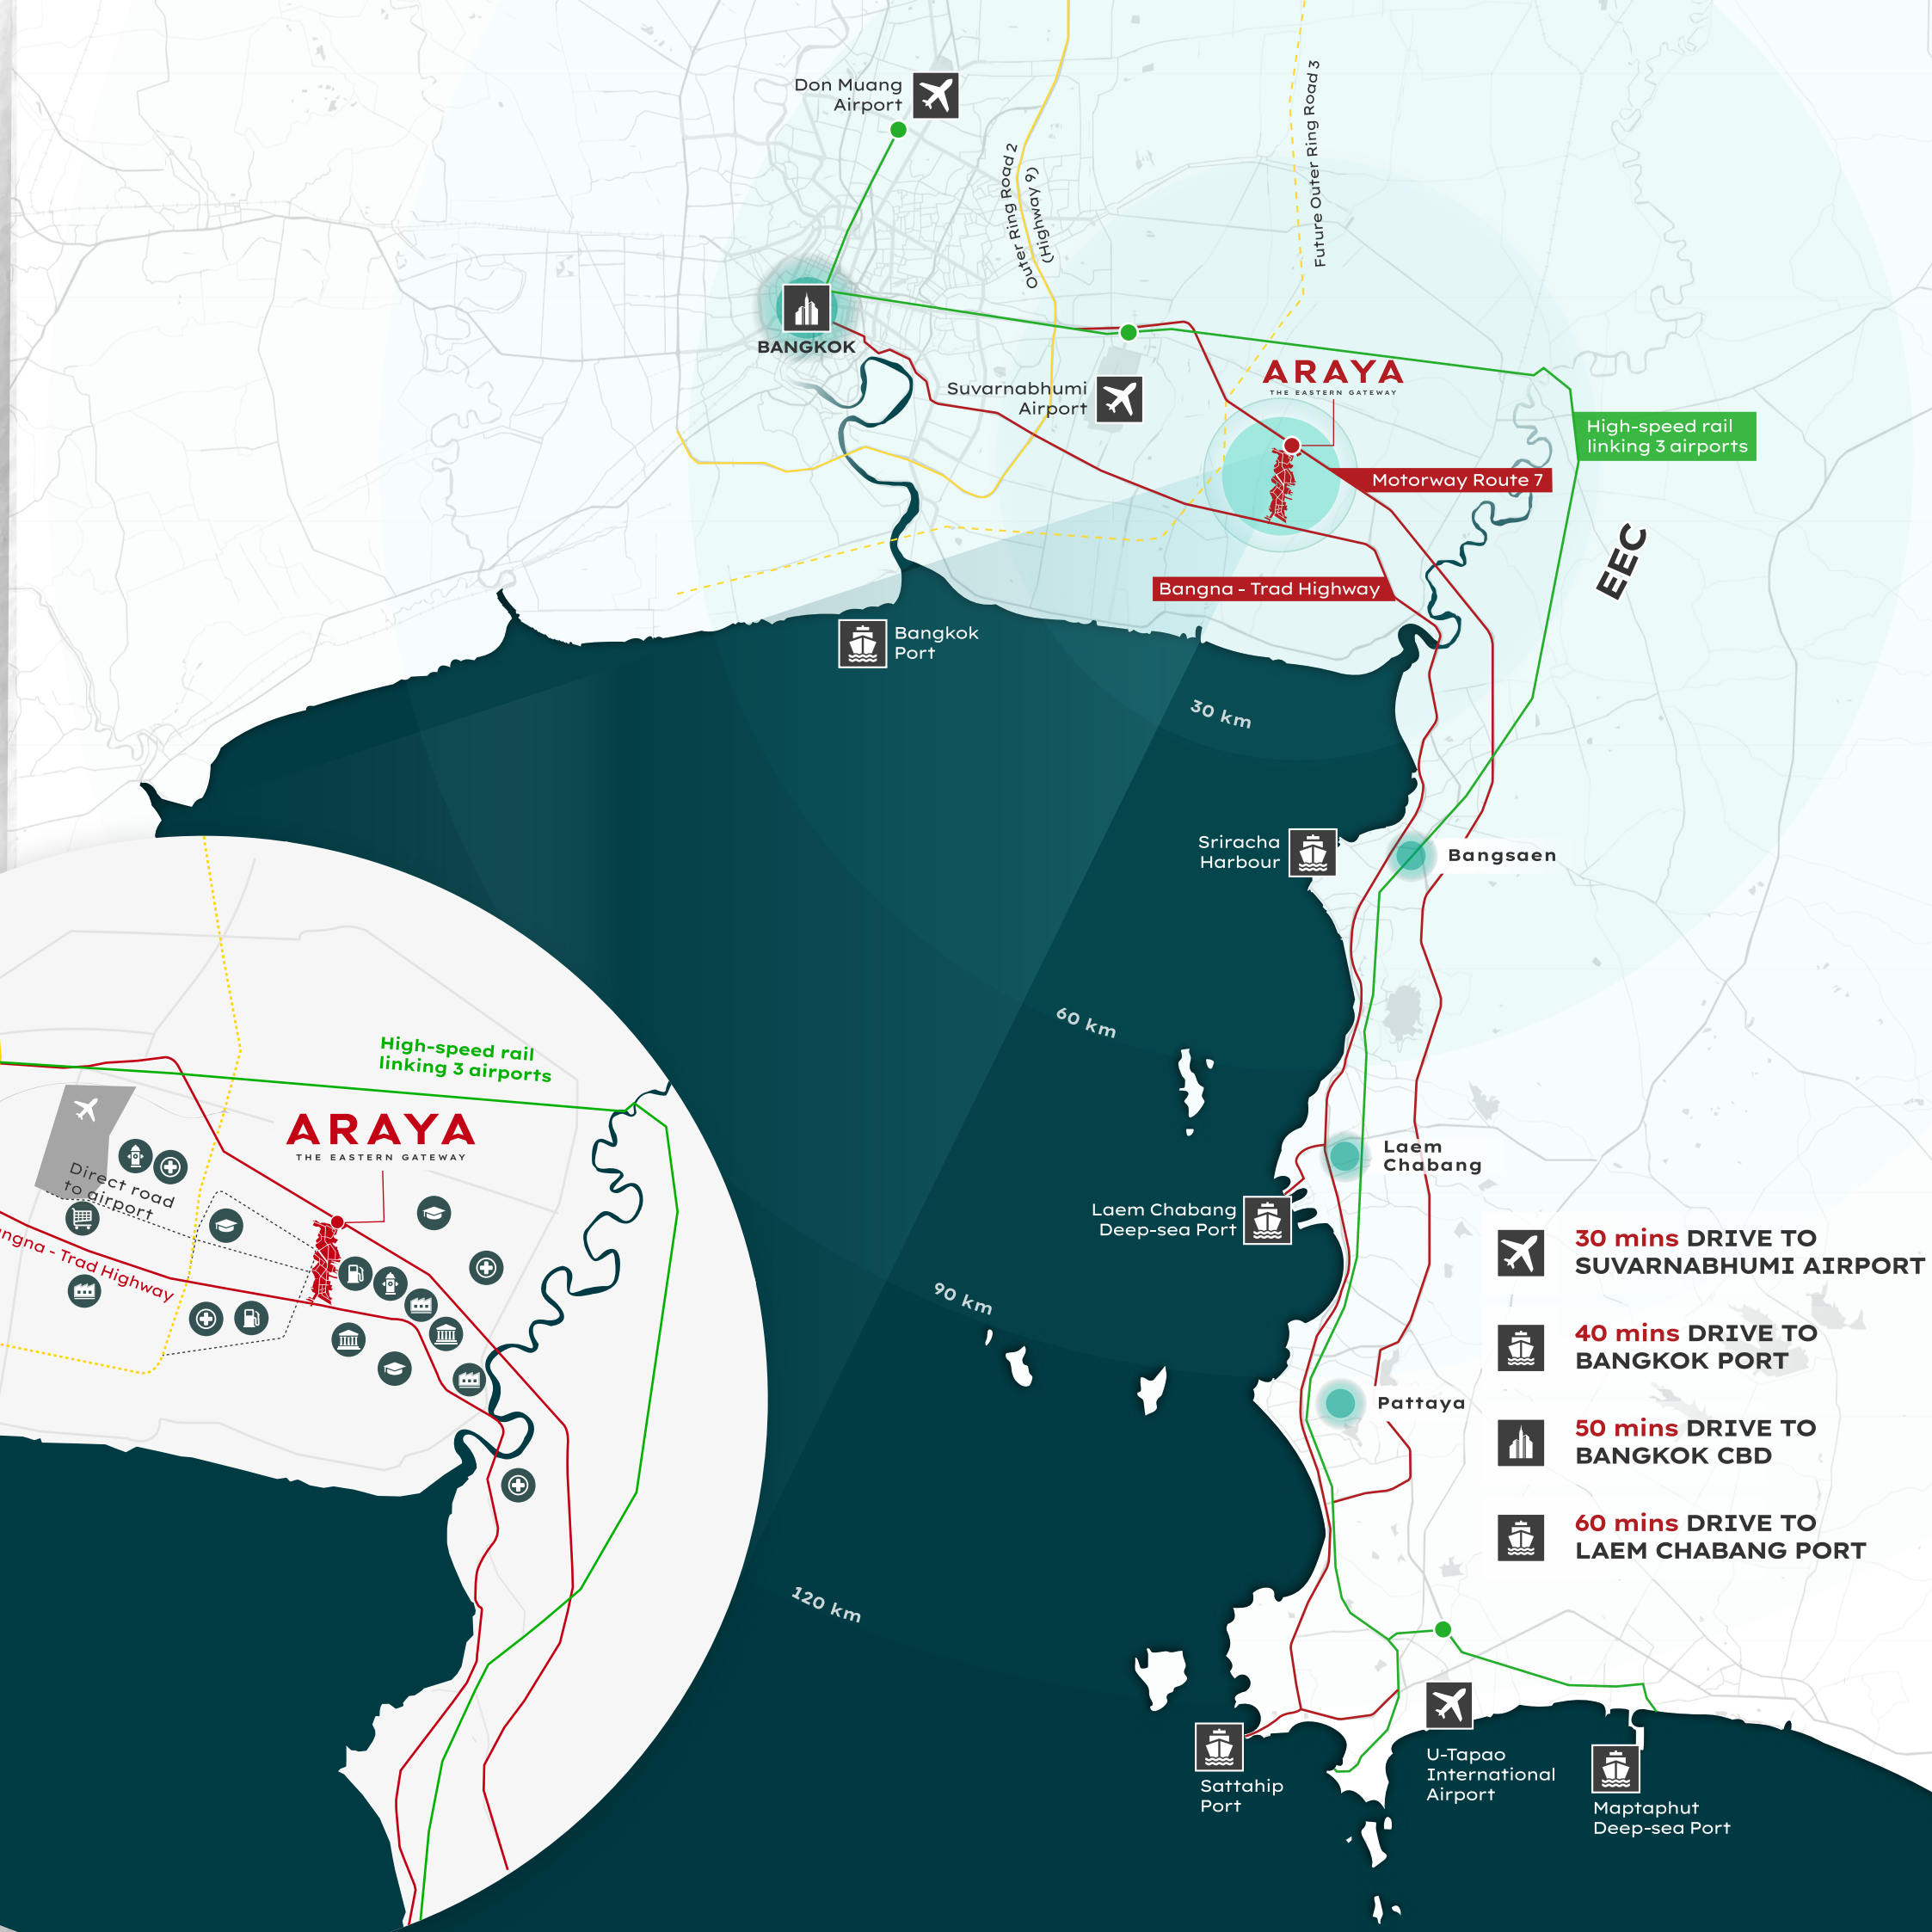 Don Muang
Airport
Outer Ring Road 2
(Highway 9)
Future Outer Ring Road 3
BANGKOK
Suvarnabhumi
Airport
ARAYA
THE EASTERN GATEWAY
High-speed rail
linking 3 airports
Motorway Route 7
EEC
Bangna - Trad Highway
Bangkok
Port
30 km
Sriracha
Harbour
Bangsaen
60 km
Laem
Chabang
Laem Chabang
Deep-sea Port
90 km
Pattaya
120 km
Sattahip
Port
U-Tapao
International
Airport
Maptaphut
Deep-sea Port
30 mins DRIVE TO
SUVARNABHUMI AIRPORT
40 mins DRIVE TO
BANGKOK PORT
50 mins DRIVE TO
BANGKOK CBD
60 mins DRIVE TO
LAEM CHABANG PORT
High-speed rail
linking 3 airports
ARAYA
THE EASTERN GATEWAY
Direct road
to airport
ngna - Trad Highway